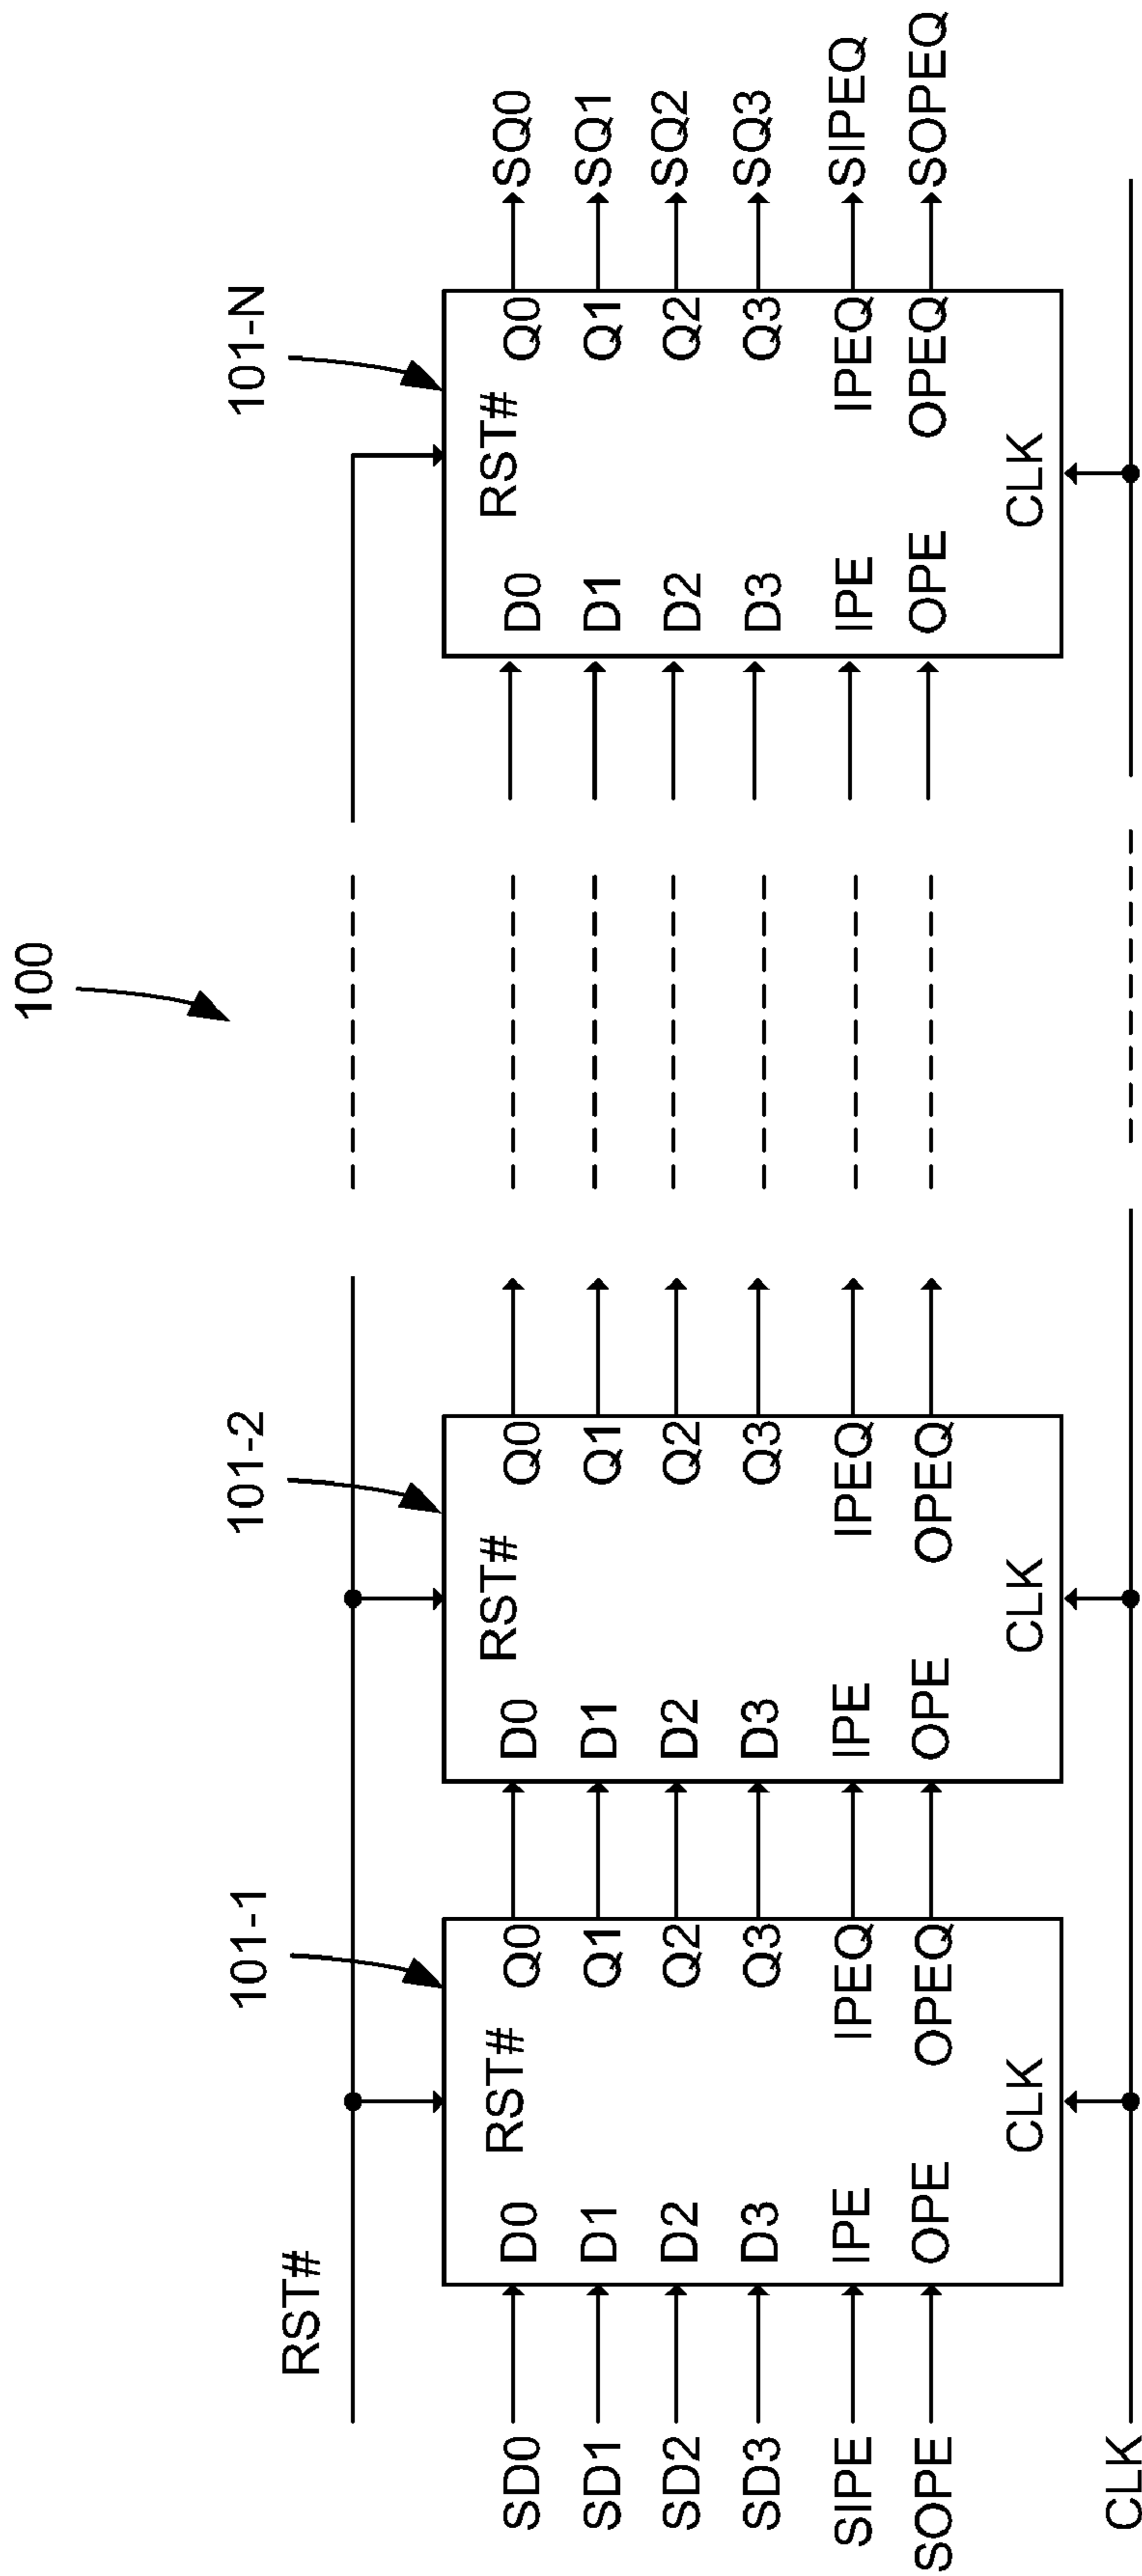 100
101-1
101-2
101-N
RST#
SD0
SD1
SD2
SD3
SIPE
SOPE
CLK
RST#
D0
D1
D2
D3
IPE
OPE
Q0
Q1
Q2
Q3
IPEQ
OPEQ
CLK
RST#
D0
D1
D2
D3
IPE
OPE
Q0
Q1
Q2
Q3
IPEQ
OPEQ
CLK
RST#
D0
D1
D2
D3
IPE
OPE
Q0
Q1
Q2
Q3
IPEQ
OPEQ
CLK
SQ0
SQ1
SQ2
SQ3
SIPEQ
SOPEQ